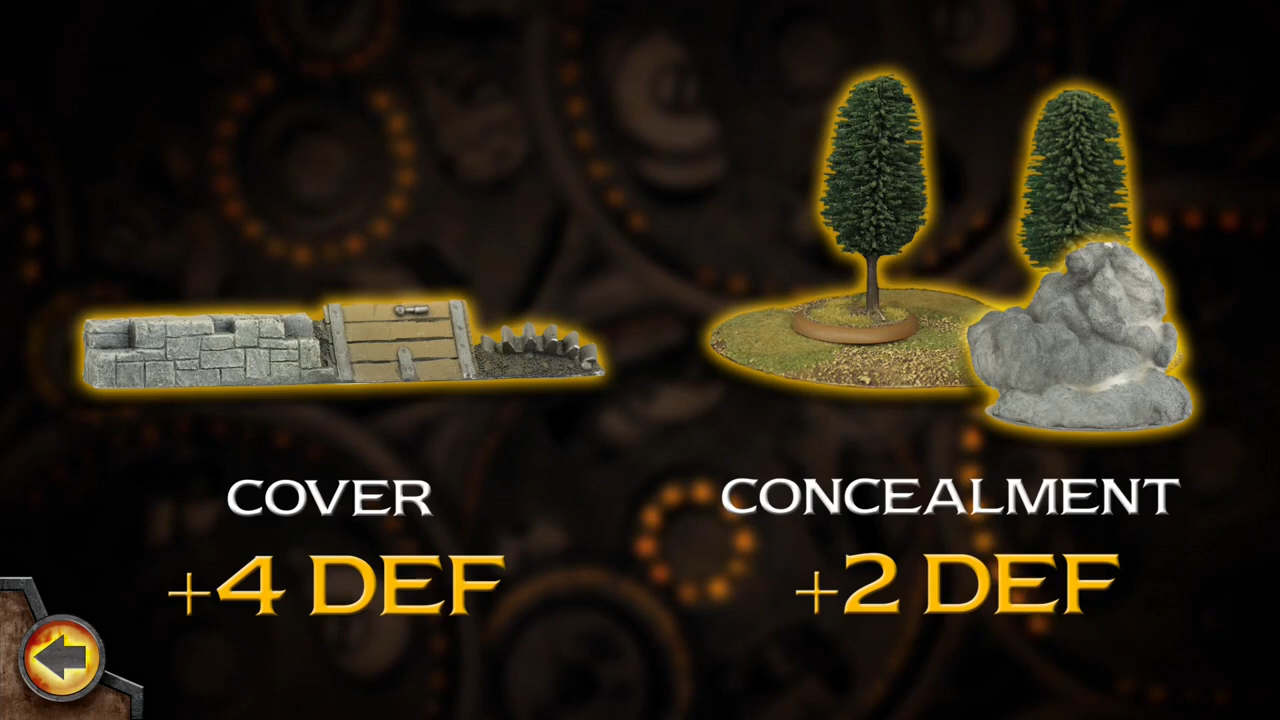 COVER
+4 DEF
CONCEALMENT
+2 DEF